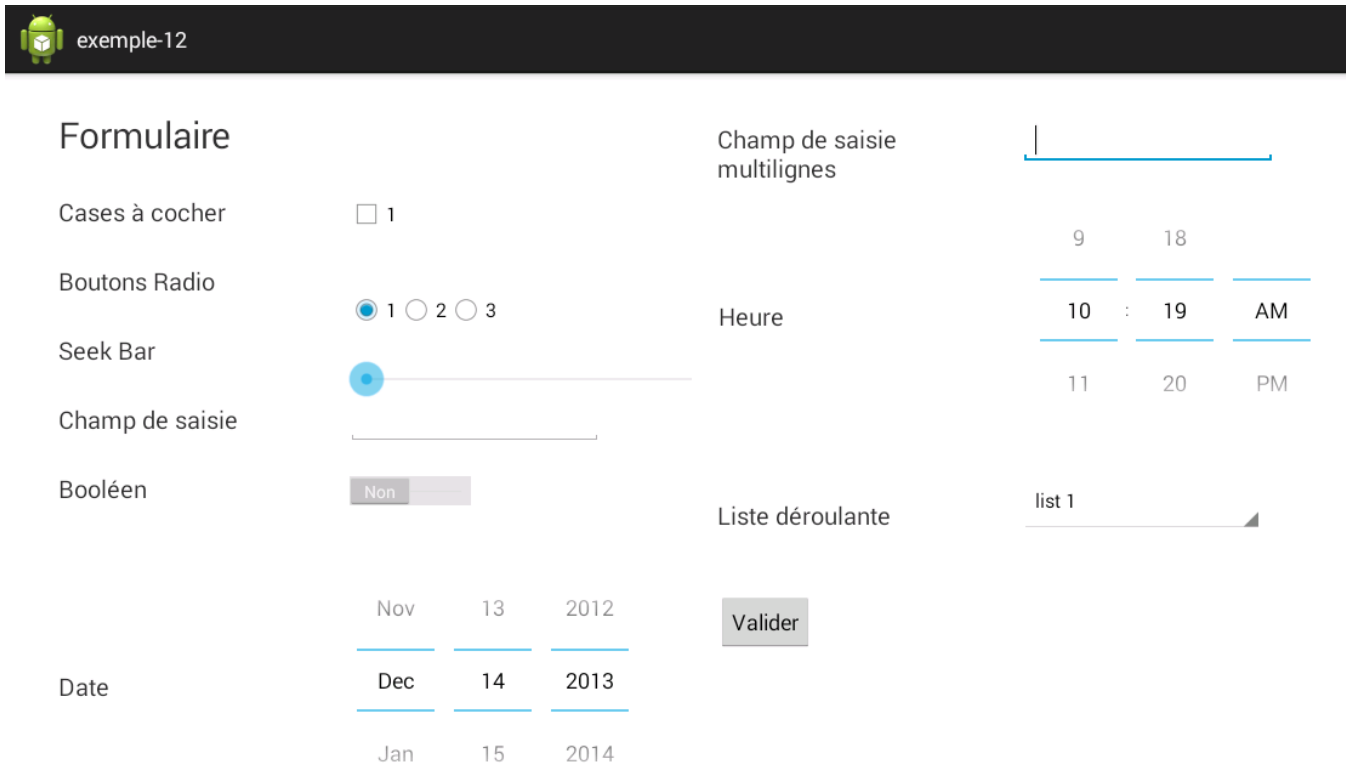 exemple-12
Formulaire
Cases à cocher
1
Boutons Radio
1 2 3
Seek Bar
Champ de saisie
Booléen
Non
Nov 13 2012
Date
Dec 14 2013
Jan 15 2014
Champ de saisie
multilignes
9 18
Heure
10 : 19 AM
11 20 PM
Liste déroulante
list 1
Valider